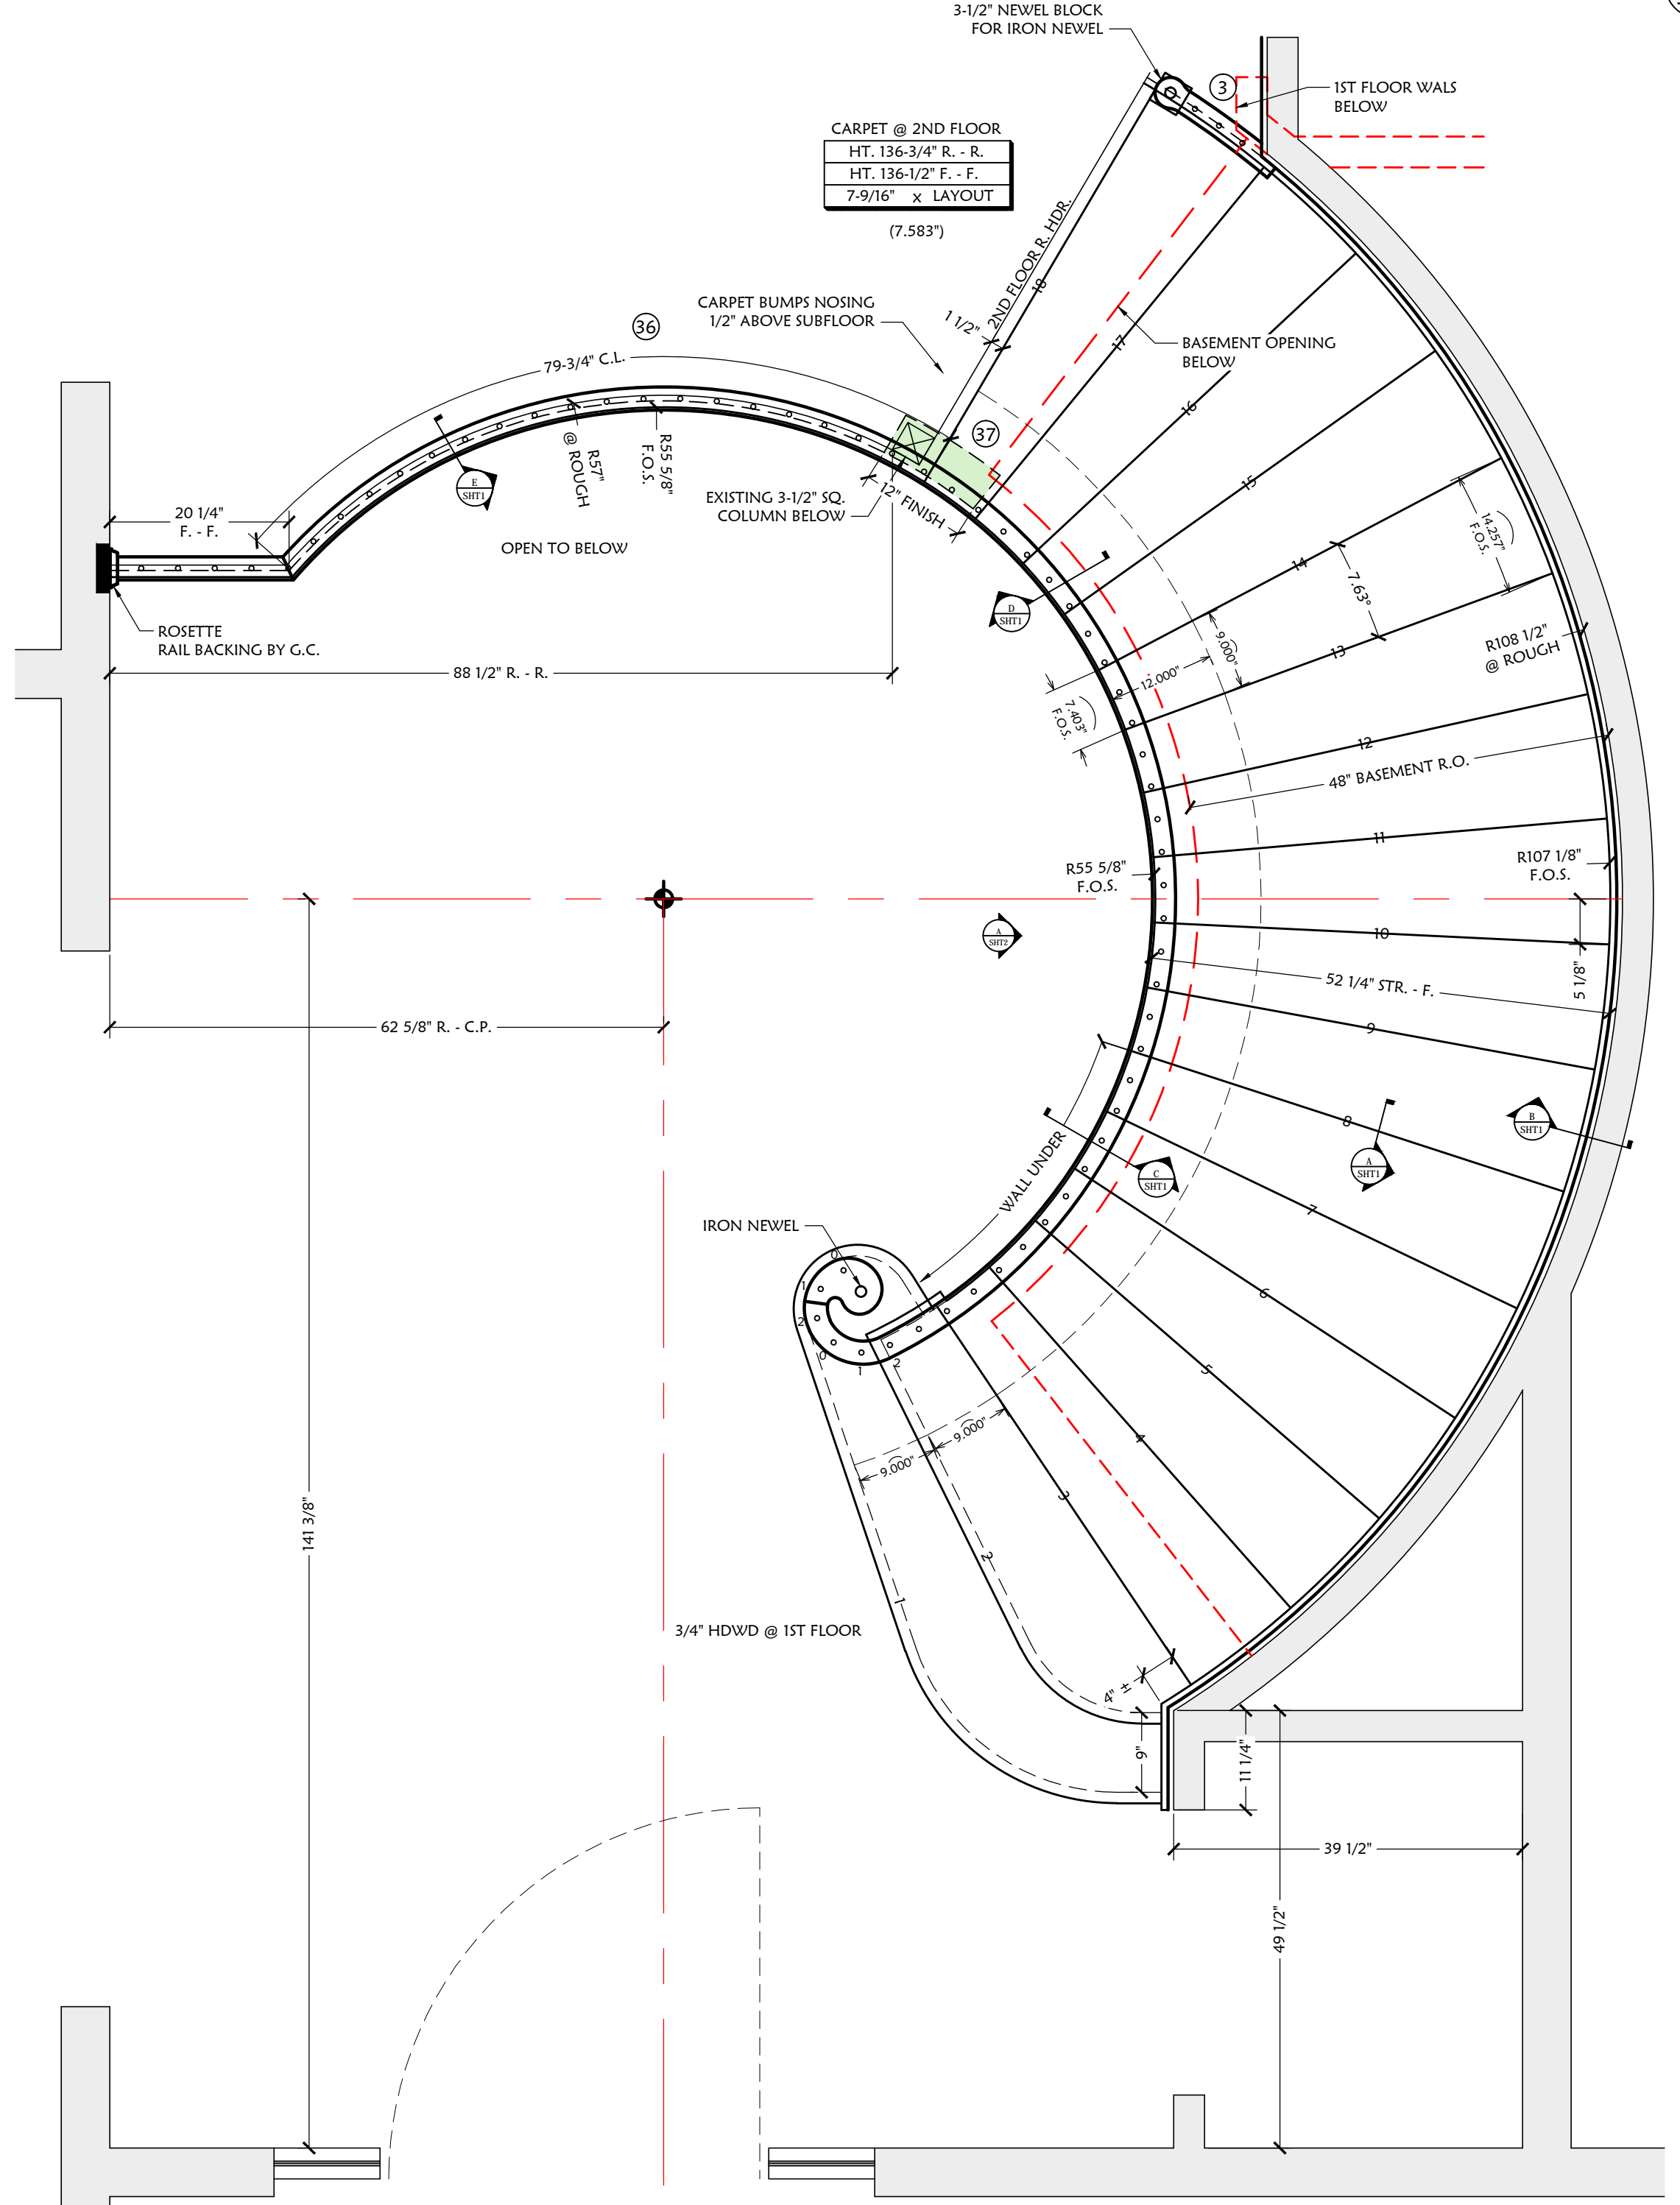 3-1/2" NEWEL BLOCK
FOR IRON NEWEL
3
1ST FLOOR WALS
BELOW
CARPET @ 2ND FLOOR
HT. 136-3/4" R. - R.
HT. 136-1/2" F. - F.
7-9/16" x LAYOUT
(7.583")
2ND FLOOR R. HDR.
18
1 1/2"
17
CARPET BUMPS NOSING
1/2" ABOVE SUBFLOOR
BASEMENT OPENING
BELOW
36
79-3/4" C.L.
16
37
R57"
@ ROUGH
R55 5/8"
F.O.S.
E
SHT1
EXISTING 3-1/2" SQ.
COLUMN BELOW
12" FINISH
15
20 1/4"
F. - F.
OPEN TO BELOW
14.257"
F.O.S.
14
7.63°
D
SHT1
ROSETTE
RAIL BACKING BY G.C.
9.000"
13
R108 1/2"
@ ROUGH
88 1/2" R. - R.
12.000"
7.403"
F.O.S.
12
48" BASEMENT R.O.
11
R55 5/8"
F.O.S.
R107 1/8"
F.O.S.
A
SHT2
10
52 1/4" STR. - F.
5 1/8"
62 5/8" R. - C.P.
9
8
B
SHT1
WALL UNDER
A
SHT1
C
SHT1
7
IRON NEWEL
0
1
2
0
1
2
6
5
9.000"
9.000"
4
3
141 3/8"
2
1
3/4" HDWD @ 1ST FLOOR
4" ±
9"
11 1/4"
39 1/2"
49 1/2"